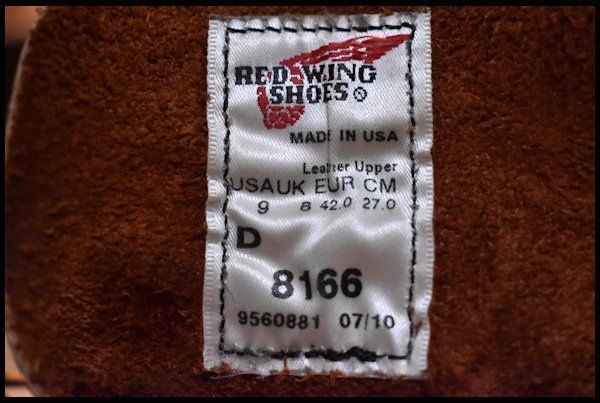 RED WING
SHOES®
MADE IN USA
Leather Upper
USA UK EUR CM
9 8 42.0 27.0
D
8166
9560881 07/10